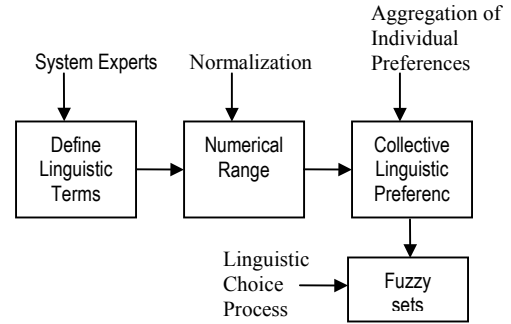 Aggregation of
Individual
Preferences
System Experts
Normalization
Define
Linguistic
Terms
Numerical
Range
Collective
Linguistic
Preferenc
Linguistic
Choice
Process
Fuzzy
sets